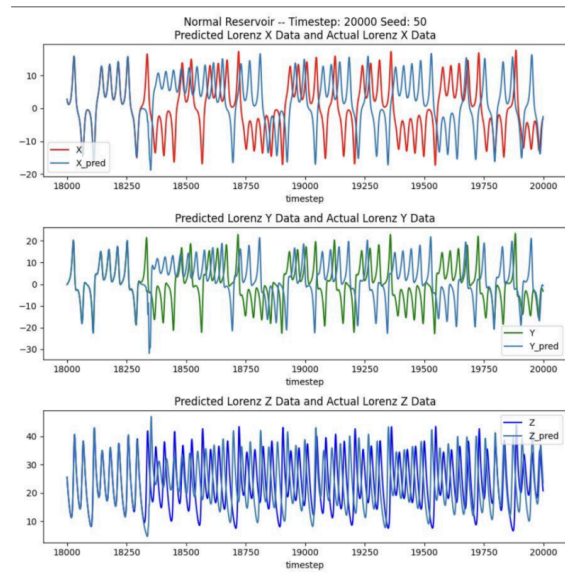 Normal Reservoir -- Timestep: 20000 Seed: 50
Predicted Lorenz X Data and Actual Lorenz X Data
10
0
−10
−20
X
X_pred
18000 18250 18500 18750 19000 19250 19500 19750 20000
timestep
Predicted Lorenz Y Data and Actual Lorenz Y Data
20
10
0
−10
−20
−30
Y
Y_pred
18000 18250 18500 18750 19000 19250 19500 19750 20000
timestep
Predicted Lorenz Z Data and Actual Lorenz Z Data
40
30
20
10
Z
Z_pred
18000 18250 18500 18750 19000 19250 19500 19750 20000
timestep